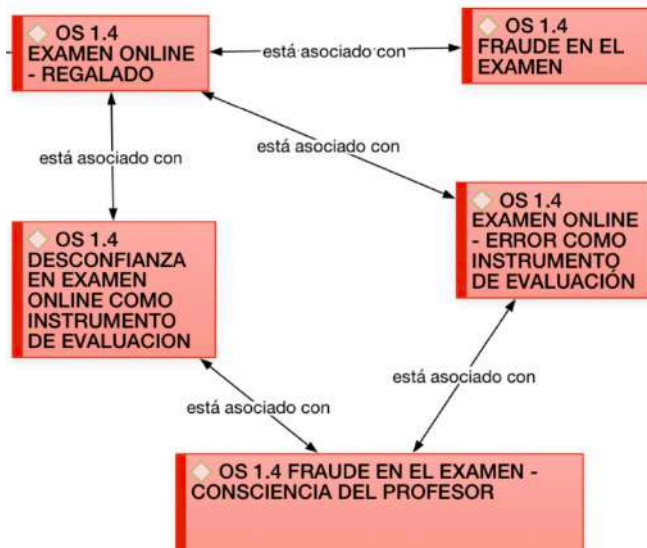 OS 1.4
EXAMEN ONLINE
- REGALADO
está asociado con
OS 1.4
FRAUDE EN EL
EXAMEN
está asociado con
está asociado con
OS 1.4
DESCONFIANZA
EN EXAMEN
ONLINE COMO
INSTRUMENTO
DE EVALUACION
OS 1.4
EXAMEN ONLINE
- ERROR COMO
INSTRUMENTO
DE EVALUACIÓN
está asociado con
está asociado con
OS 1.4 FRAUDE EN EL EXAMEN -
CONSCIENCIA DEL PROFESOR